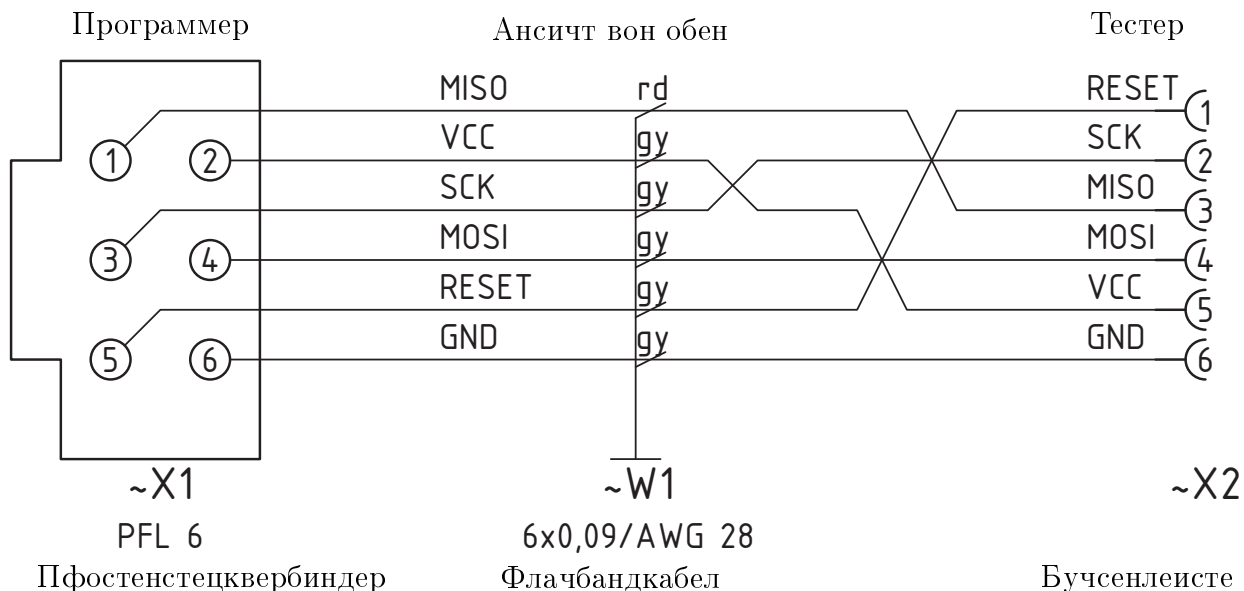 Программер Ансичт вон обен Тестер
MISO rd RESET
1
VCC gy SCK
1 2 2
SCK gy MISO
3
MOSI gy MOSI
3 4 4
RESET gy VCC
5
GND gy GND
5 6 6
~X1 ~W1 ~X2
PFL 6 6x0,09/AWG 28
Пфостенстецквербиндер Флачбандкабел Бучсенлеисте